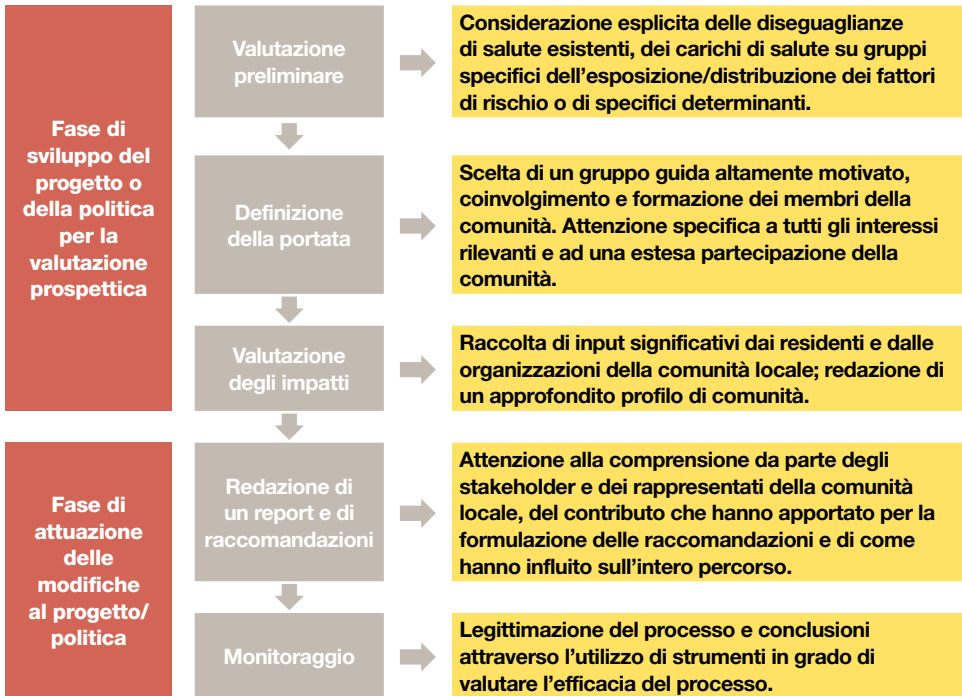 Fase di
sviluppo del
progetto o
della politica
per la
valutazione
prospettica
Valutazione
preliminare
Considerazione esplicita delle diseguaglianze
di salute esistenti, dei carichi di salute su gruppi
specifici dell'esposizione/distribuzione dei fattori
di rischio o di specifici determinanti.
Definizione
della portata
Scelta di un gruppo guida altamente motivato,
coinvolgimento e formazione dei membri della
comunità. Attenzione specifica a tutti gli interessi
rilevanti e ad una estesa partecipazione della
comunità.
Valutazione
degli impatti
Raccolta di input significativi dai residenti e dalle
organizzazioni della comunità locale; redazione di
un approfondito profilo di comunità.
Fase di
attuazione
delle
modifiche
al progetto/
politica
Redazione di
un report e di
raccomandazioni
Attenzione alla comprensione da parte degli
stakeholder e dei rappresentati della comunità
locale, del contributo che hanno apportato per la
formulazione delle raccomandazioni e di come
hanno influito sull'intero percorso.
Monitoraggio
Legittimazione del processo e conclusioni
attraverso l'utilizzo di strumenti in grado di
valutare l'efficacia del processo.